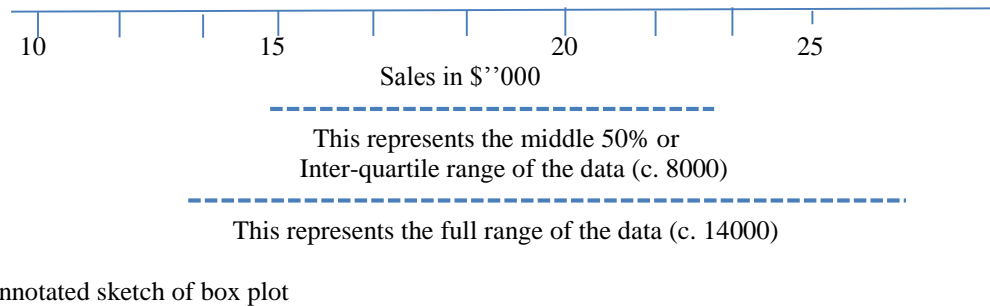 10 15 20 25
Sales in $’’000
This represents the middle 50% or
Inter-quartile range of the data (c. 8000)
This represents the full range of the data (c. 14000)
nnotated sketch of box plot